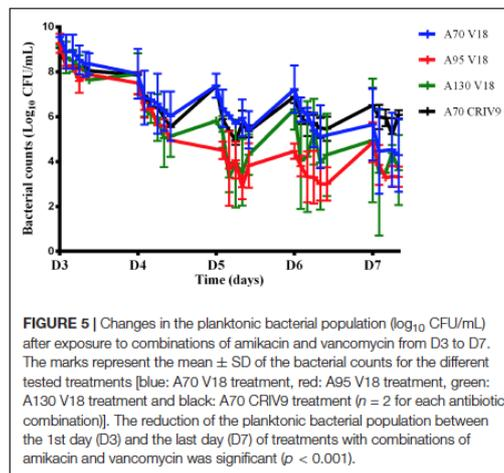 10
8
6
4
2
0
Bacterial counts (Log10 CFU/mL)
D3 D4 D5 D6 D7
Time (days)
A70 V18
A95 V18
A130 V18
A70 CRIV9
FIGURE 5 | Changes in the planktonic bacterial population (log10 CFU/mL)
after exposure to combinations of amikacin and vancomycin from D3 to D7.
The marks represent the mean ± SD of the bacterial counts for the different
tested treatments [blue: A70 V18 treatment, red: A95 V18 treatment, green:
A130 V18 treatment and black: A70 CRIV9 treatment (n = 2 for each antibiotic
combination)]. The reduction of the planktonic bacterial population between
the 1st day (D3) and the last day (D7) of treatments with combinations of
amikacin and vancomycin was significant (p < 0.001).